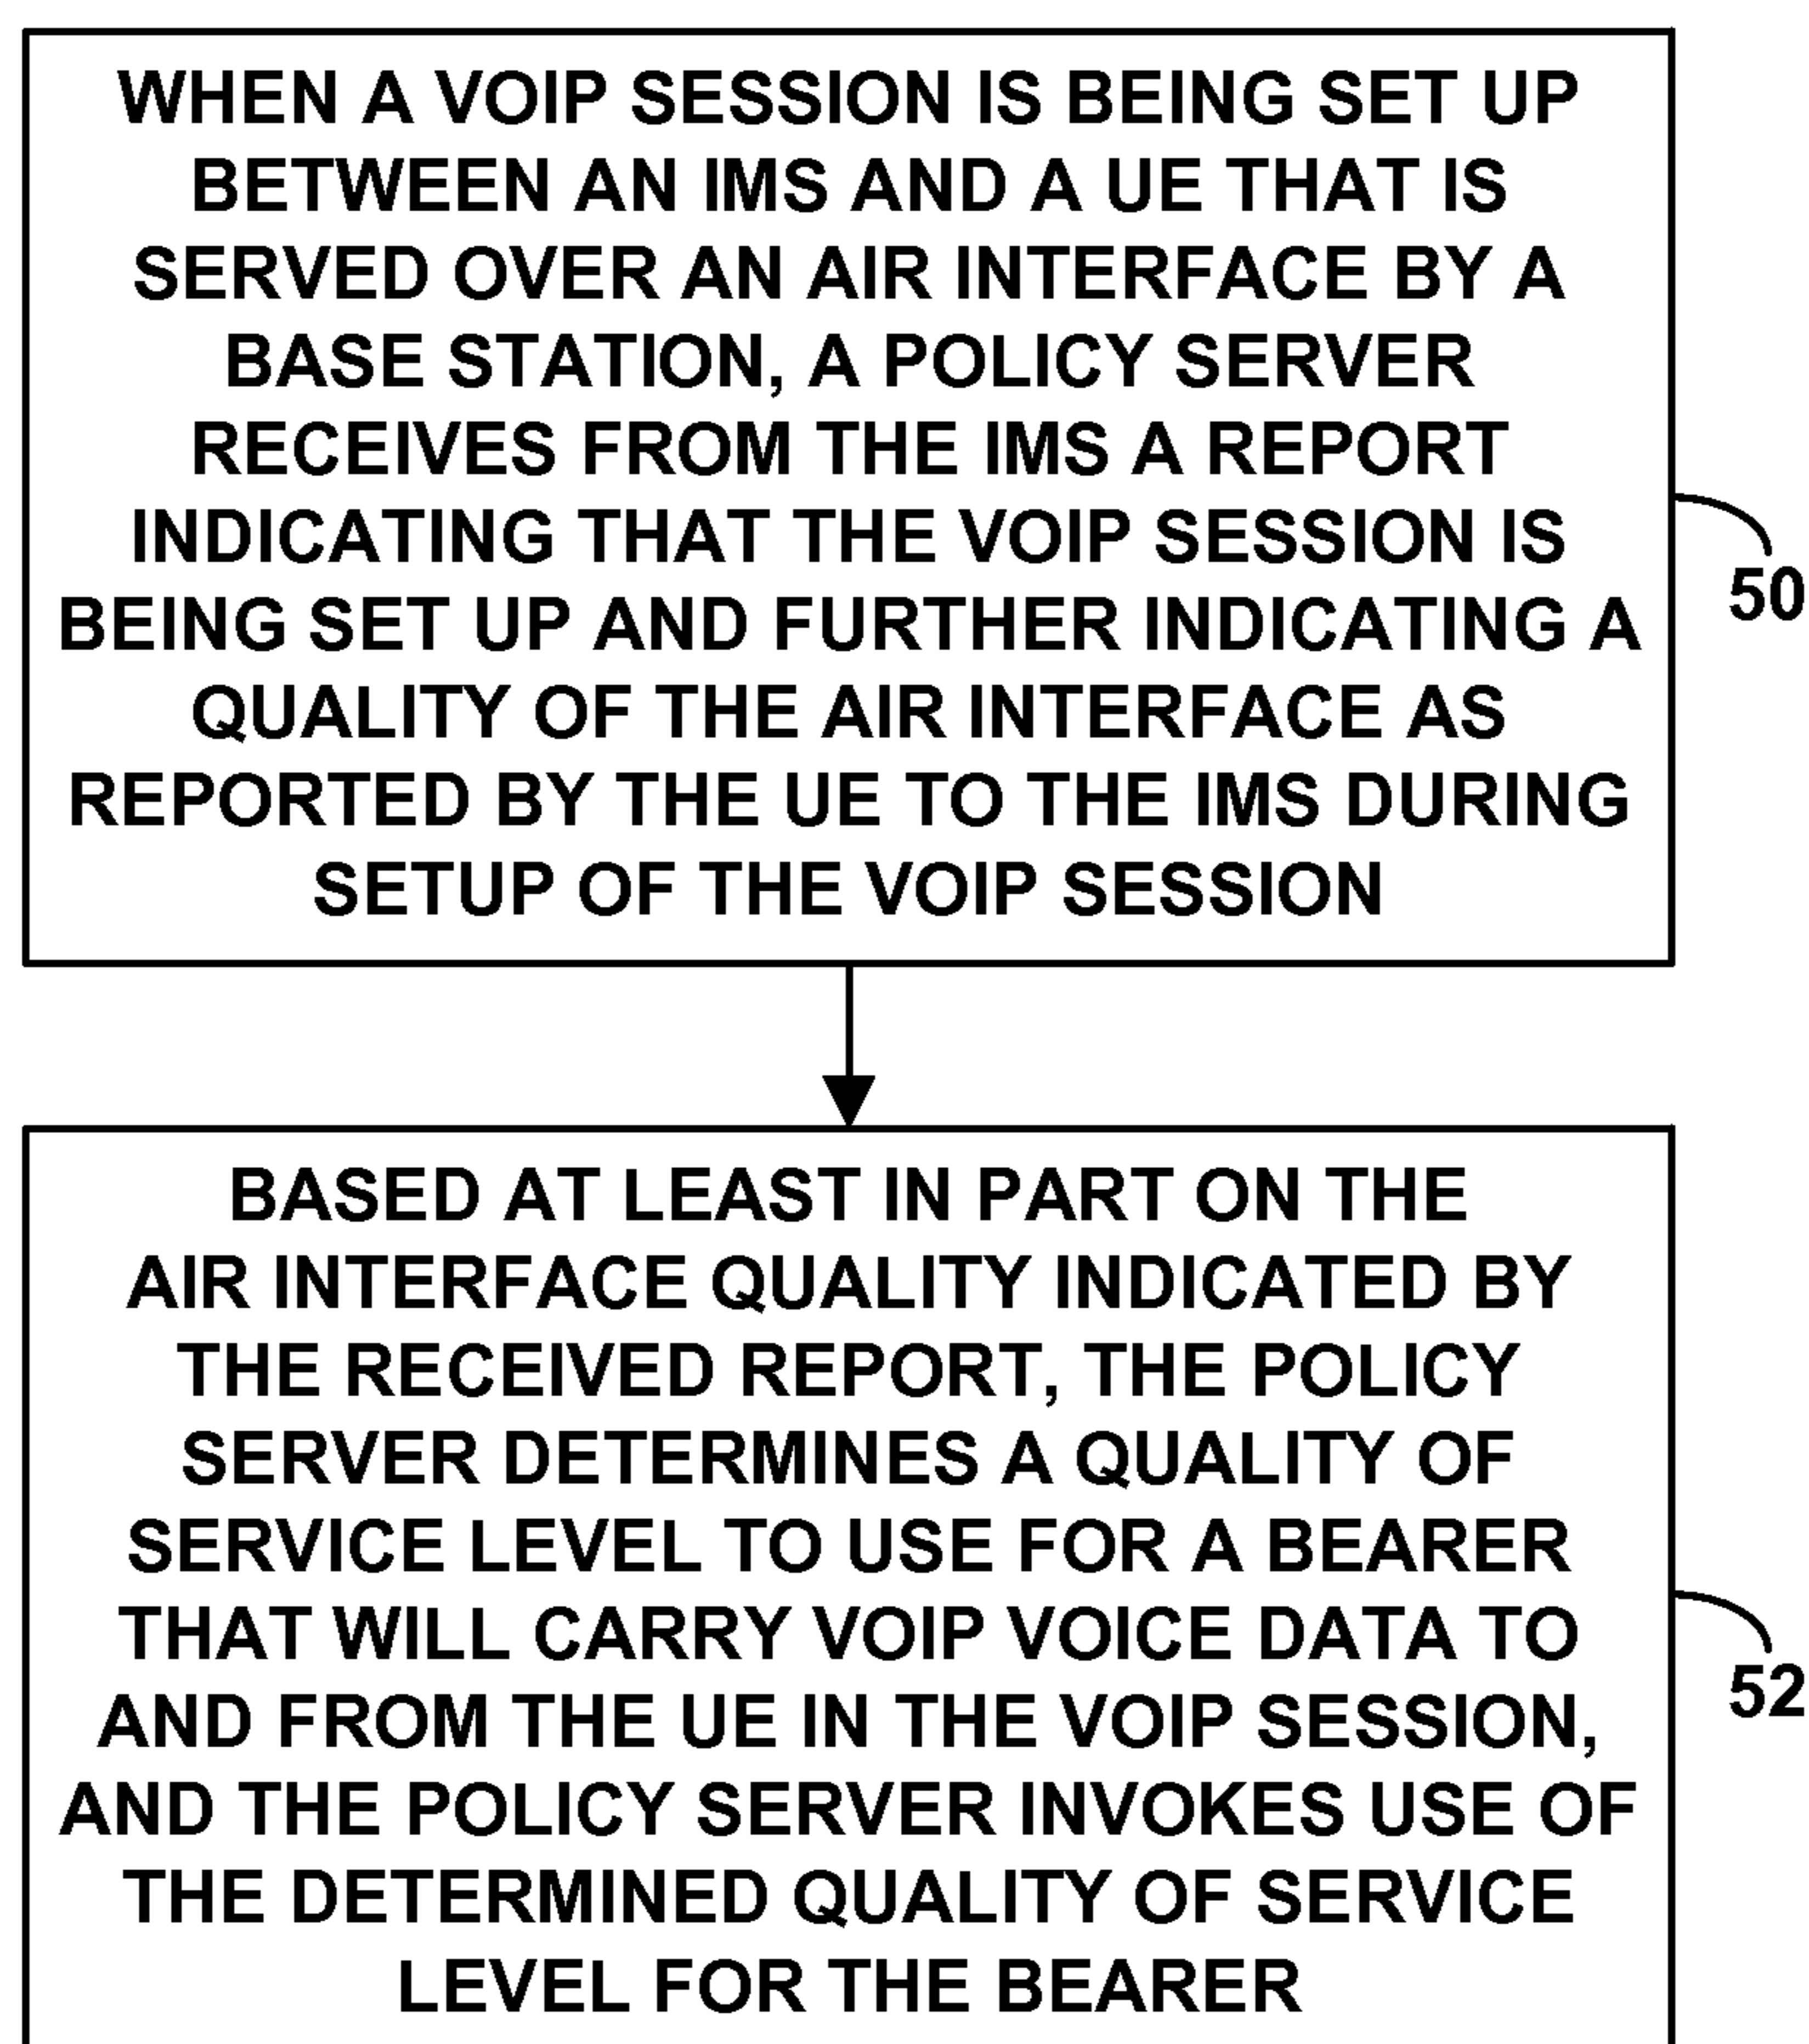 WHEN A VOIP SESSION IS BEING SET UP
BETWEEN AN IMS AND A UE THAT IS
SERVED OVER AN AIR INTERFACE BY A
BASE STATION, A POLICY SERVER
RECEIVES FROM THE IMS A REPORT
INDICATING THAT THE VOIP SESSION IS
BEING SET UP AND FURTHER INDICATING A
QUALITY OF THE AIR INTERFACE AS
REPORTED BY THE UE TO THE IMS DURING
SETUP OF THE VOIP SESSION
50
BASED AT LEAST IN PART ON THE
AIR INTERFACE QUALITY INDICATED BY
THE RECEIVED REPORT, THE POLICY
SERVER DETERMINES A QUALITY OF
SERVICE LEVEL TO USE FOR A BEARER
THAT WILL CARRY VOIP VOICE DATA TO
AND FROM THE UE IN THE VOIP SESSION,
AND THE POLICY SERVER INVOKES USE OF
THE DETERMINED QUALITY OF SERVICE
LEVEL FOR THE BEARER
52